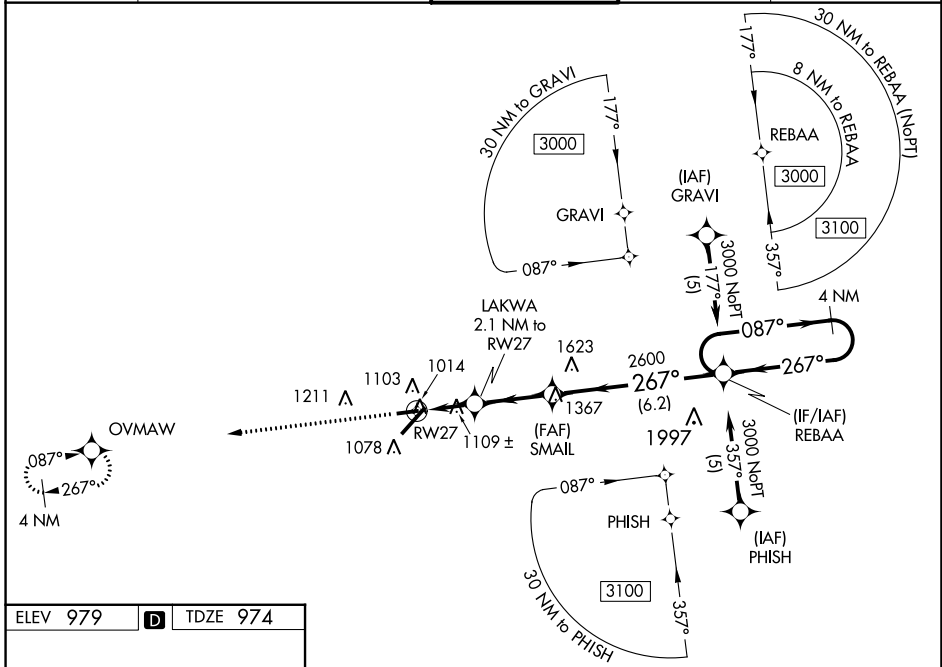 30 NM to GRAVI
177°
3000
GRAVI
087°
30 NM to REBAA (NoPT)
177°
8 NM to REBAA
REBAA
3000
3100
357°
(IAF)
GRAVI
3000 NoPT
177°
(5)
4 NM
087°
267°
LAKWA
2.1 NM to
RW27
1623
2600
267°
(6.2)
1014
1103
1211
1367
(FAF)
SMAIL
(IF/IAF)
REBAA
1997
RW27
1109 ±
1078
OVMAW
087°
267°
4 NM
3000 NoPT
357°
(5)
(IAF)
PHISH
087°
PHISH
3100
357°
30 NM to PHISH
ELEV 979 D TDZE 974